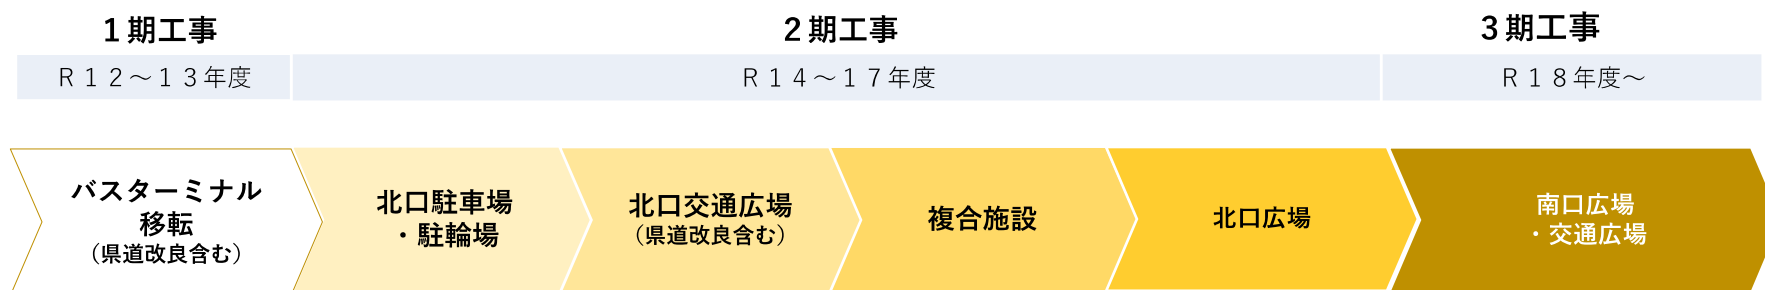 １期工事
２期工事
３期工事
Ｒ１２～１３年度
Ｒ１４～１７年度
Ｒ１８年度～
バスターミナル
移転
（県道改良含む）
北口駐車場
・駐輪場
北口交通広場
（県道改良含む）
複合施設
北口広場
南口広場
・交通広場